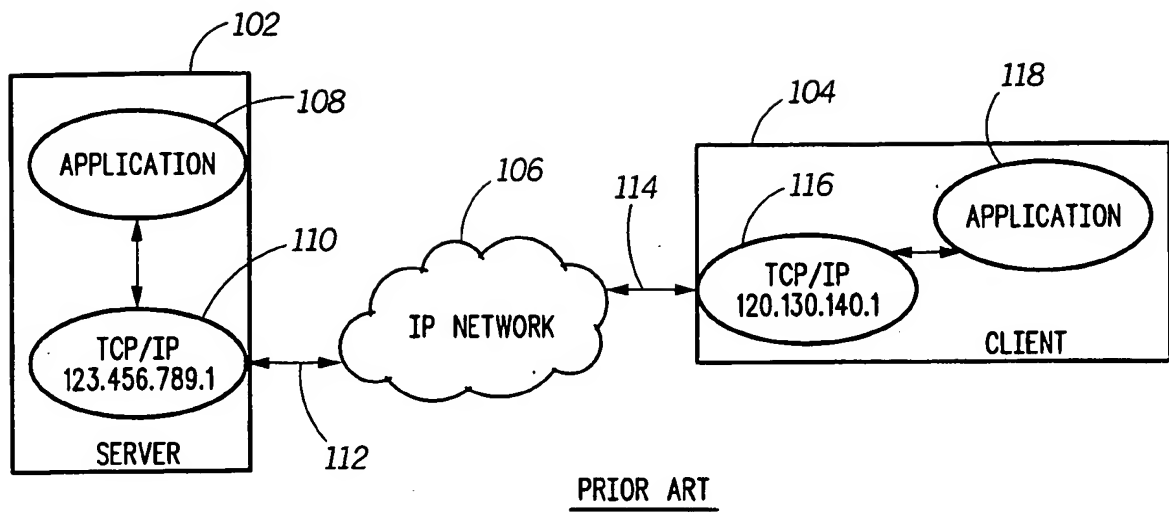 102
108
APPLICATION
110
TCP/IP
123.456.789.1
SERVER
112
106
IP NETWORK
114
104
118
116
APPLICATION
TCP/IP
120.130.140.1
CLIENT
PRIOR ART